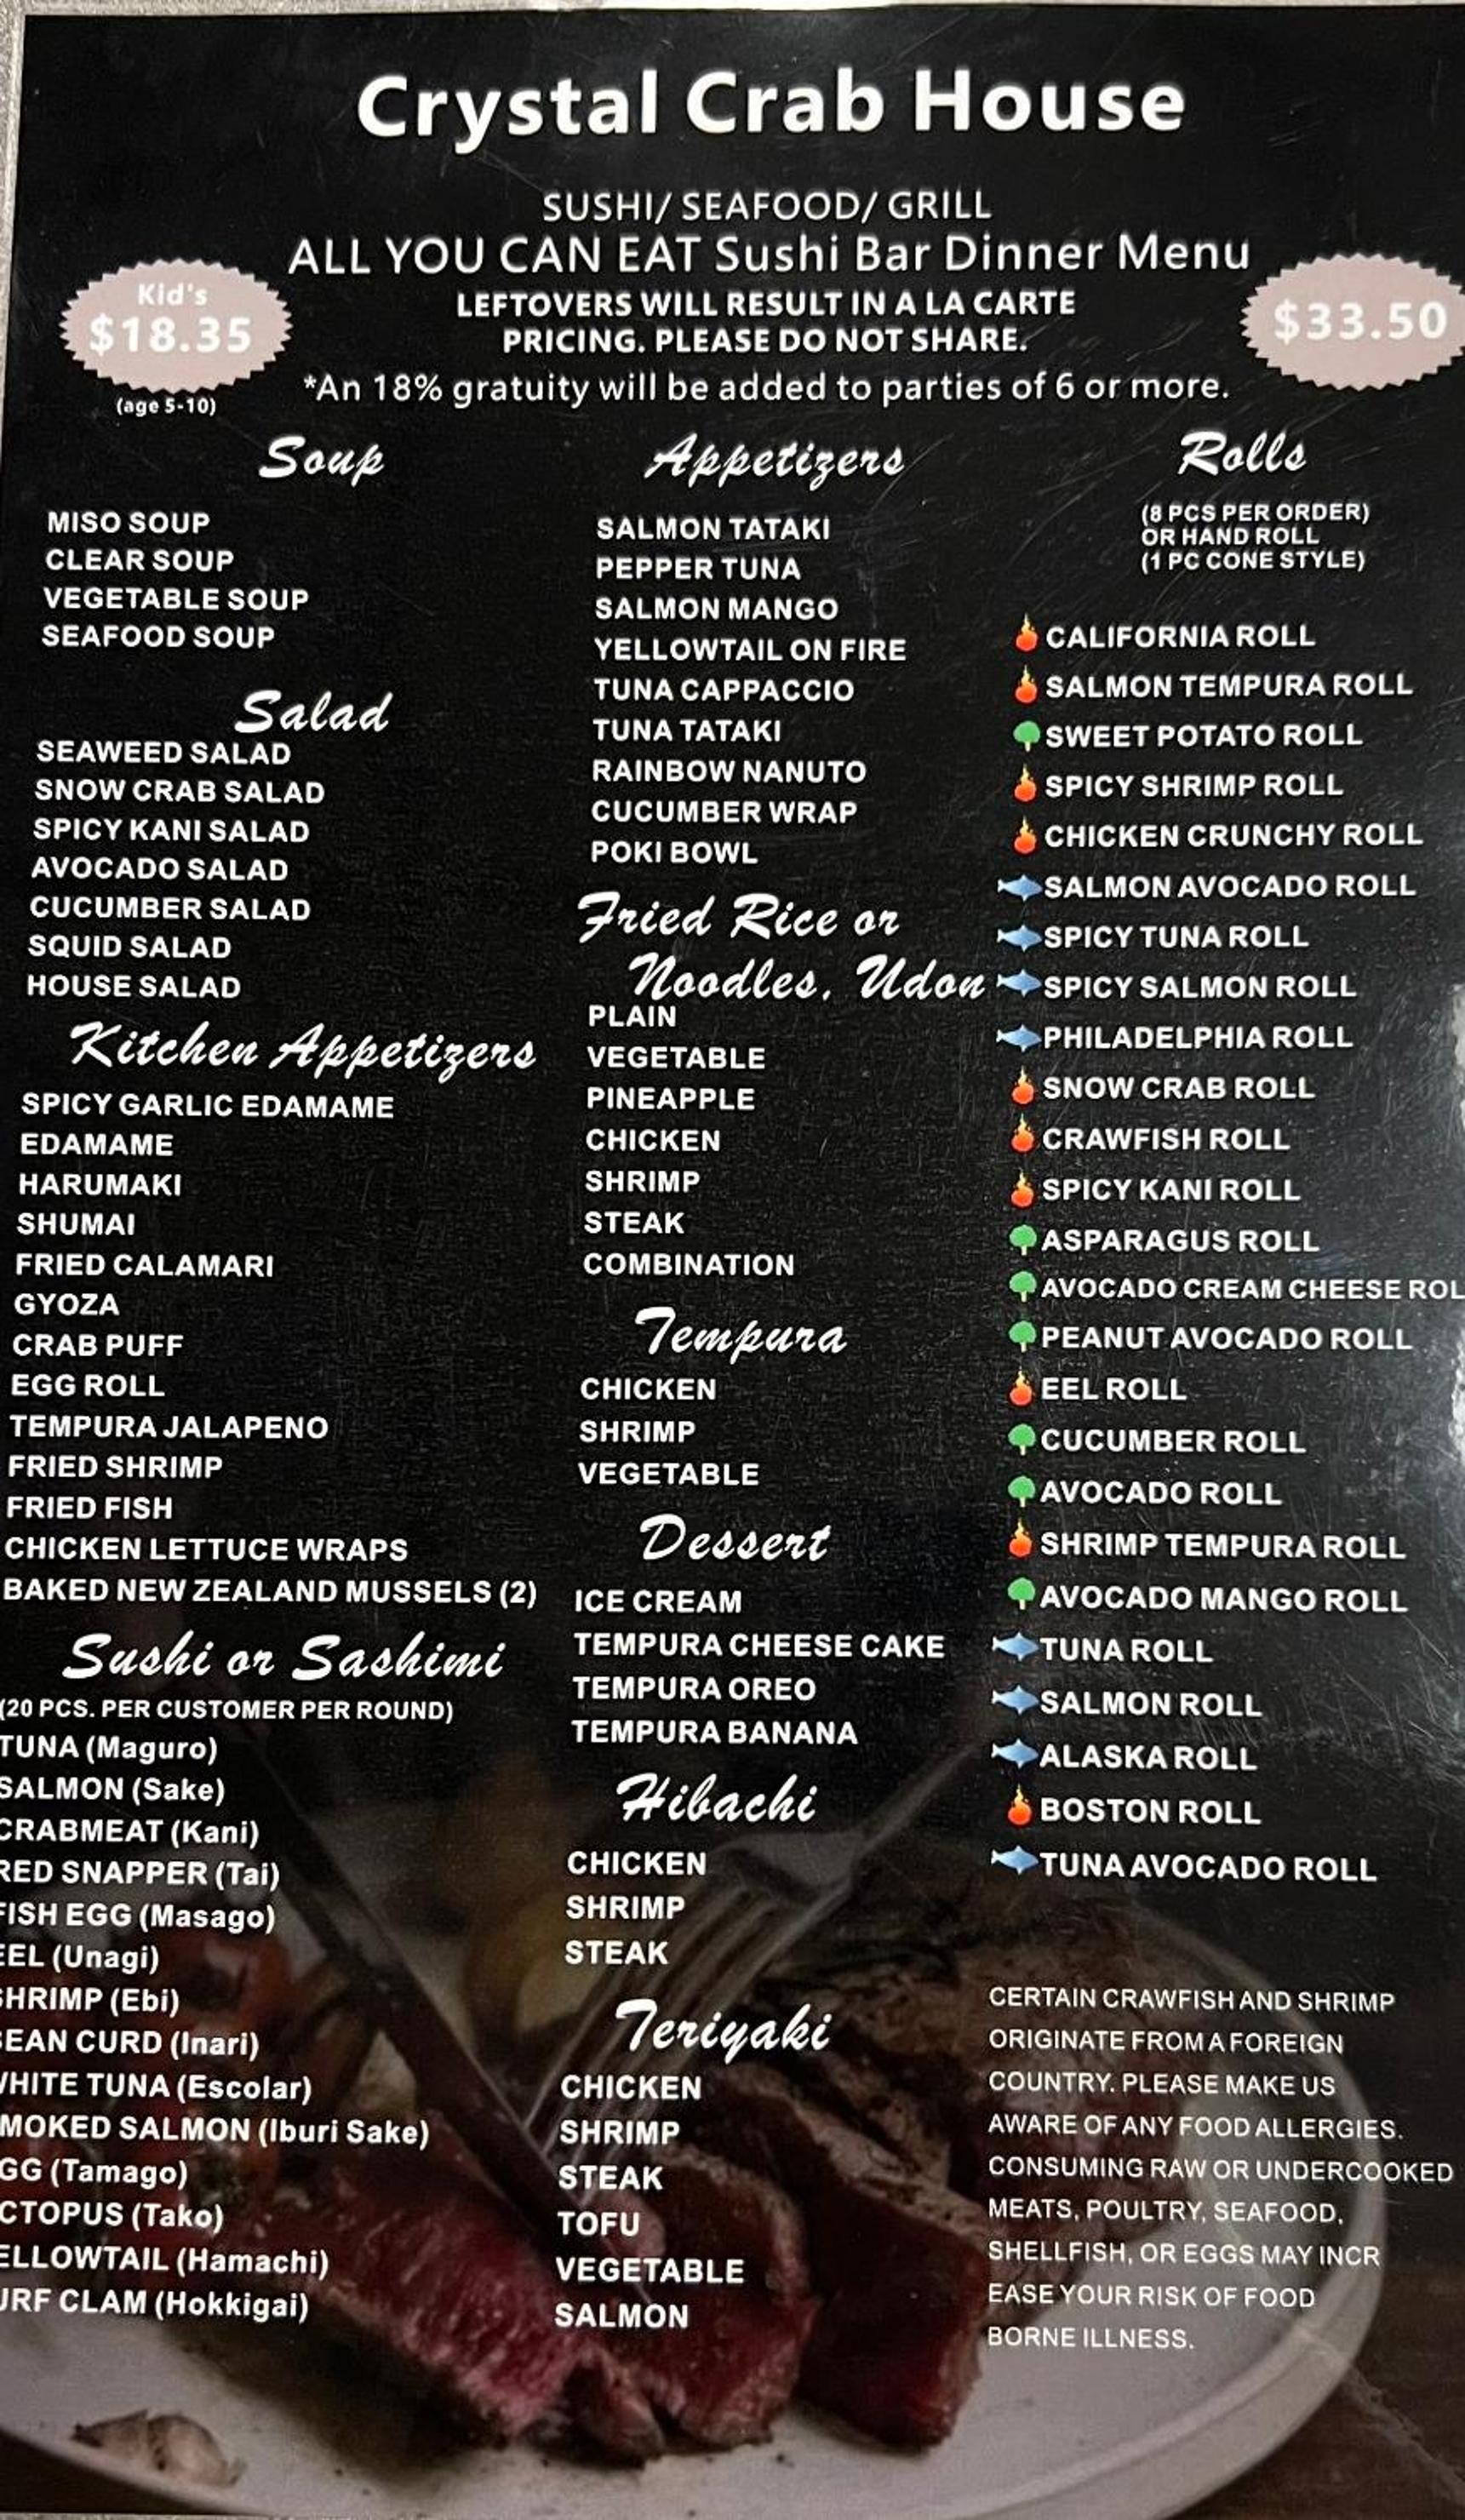 Crystal Crab House
SUSHI/ SEAFOOD/ GRILL
ALL YOU CAN EAT Sushi Bar Dinner Menu
LEFTOVERS WILL RESULT IN A LA CARTE
PRICING. PLEASE DO NOT SHARE.
*An 18% gratuity will be added to parties of 6 or more.
Kid's
$18.35
(age 5-10)
$33.50
Soup
MISO SOUP
CLEAR SOUP
VEGETABLE SOUP
SEAFOOD SOUP
Salad
SEAWEED SALAD
SNOW CRAB SALAD
SPICY KANI SALAD
AVOCADO SALAD
CUCUMBER SALAD
SQUID SALAD
HOUSE SALAD
Kitchen Appetizers
SPICY GARLIC EDAMAME
EDAMAME
HARUMAKI
SHUMAI
FRIED CALAMARI
GYOZA
CRAB PUFF
EGG ROLL
TEMPURA JALAPENO
FRIED SHRIMP
FRIED FISH
CHICKEN LETTUCE WRAPS
BAKED NEW ZEALAND MUSSELS (2)
Sushi or Sashimi
(20 PCS. PER CUSTOMER PER ROUND)
TUNA (Maguro)
SALMON (Sake)
CRABMEAT (Kani)
RED SNAPPER (Tai)
FISH EGG (Masago)
EEL (Unagi)
SHRIMP (Ebi)
BEAN CURD (Inari)
WHITE TUNA (Escolar)
MOKED SALMON (Iburi Sake)
GG (Tamago)
CTOPUS (Tako)
ELLOWTAIL (Hamachi)
URF CLAM (Hokkigai)
Appetizers
SALMON TATAKI
PEPPER TUNA
SALMON MANGO
YELLOWTAIL ON FIRE
TUNA CAPPACCIO
TUNA TATAKI
RAINBOW NANUTO
CUCUMBER WRAP
POKI BOWL
Fried Rice or
Noodles, Udon
PLAIN
VEGETABLE
PINEAPPLE
CHICKEN
SHRIMP
STEAK
COMBINATION
Tempura
CHICKEN
SHRIMP
VEGETABLE
Dessert
ICE CREAM
TEMPURA CHEESE CAKE
TEMPURA OREO
TEMPURA BANANA
Hibachi
CHICKEN
SHRIMP
STEAK
Teriyaki
CHICKEN
SHRIMP
STEAK
TOFU
VEGETABLE
SALMON
Rolls
(8 PCS PER ORDER)
OR HAND ROLL
(1 PC CONE STYLE)
CALIFORNIA ROLL
SALMON TEMPURA ROLL
SWEET POTATO ROLL
SPICY SHRIMP ROLL
CHICKEN CRUNCHY ROLL
SALMON AVOCADO ROLL
SPICY TUNA ROLL
SPICY SALMON ROLL
PHILADELPHIA ROLL
SNOW CRAB ROLL
CRAWFISH ROLL
SPICY KANI ROLL
ASPARAGUS ROLL
AVOCADO CREAM CHEESE ROL
PEANUT AVOCADO ROLL
EEL ROLL
CUCUMBER ROLL
AVOCADO ROLL
SHRIMP TEMPURA ROLL
AVOCADO MANGO ROLL
TUNA ROLL
SALMON ROLL
ALASKA ROLL
BOSTON ROLL
TUNA AVOCADO ROLL
CERTAIN CRAWFISH AND SHRIMP
ORIGINATE FROM A FOREIGN
COUNTRY. PLEASE MAKE US
AWARE OF ANY FOOD ALLERGIES.
CONSUMING RAW OR UNDERCOOKED
MEATS, POULTRY, SEAFOOD,
SHELLFISH, OR EGGS MAY INCR
EASE YOUR RISK OF FOOD
BORNE ILLNESS.